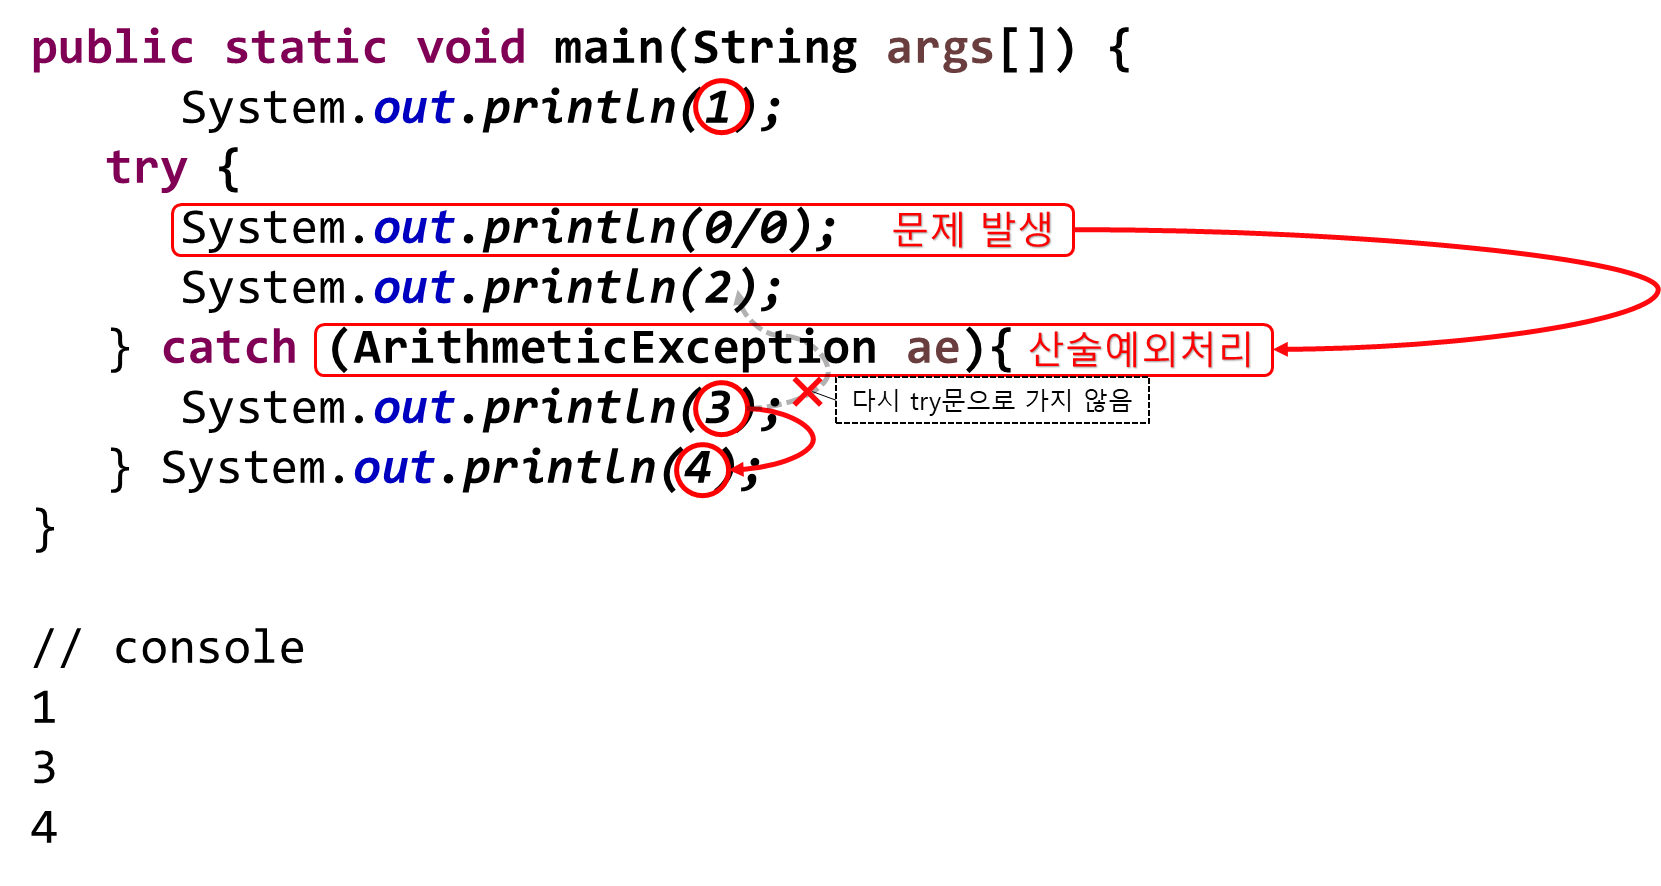 public static void main(String args[]) {
System.out.println(1);
try {
System.out.println(0/0); 문제 발생
System.out.println(2);
} catch (ArithmeticException ae){ 산술예외처리
System.out.println(3); 다시 try문으로 가지 않음
} System.out.println(4);
}
// console
1
3
4